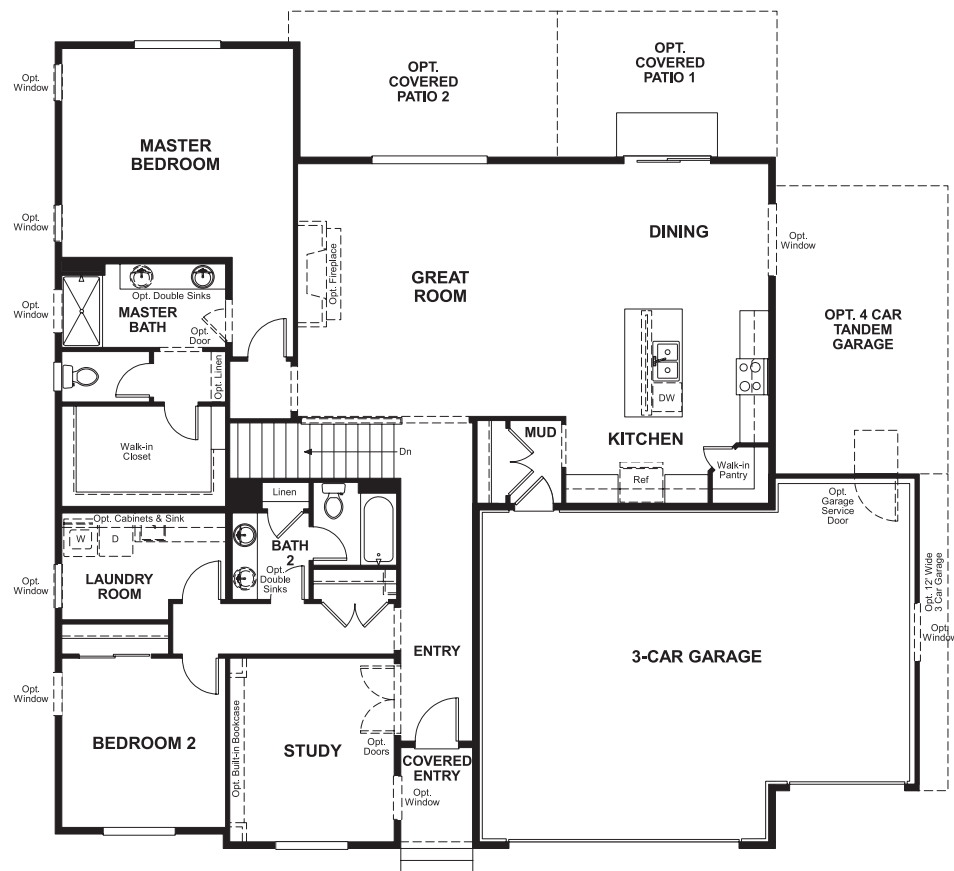 OPT.
COVERED
PATIO 2
OPT.
COVERED
PATIO 1
Opt.
Window
MASTER
BEDROOM
Opt.
Window
DINING
Opt.
Window
Opt. Fireplace
GREAT
ROOM
Opt. Double Sinks
MASTER
BATH
Opt.
Window
Opt.
Door
OPT. 4 CAR
TANDEM
GARAGE
Opt. Linen
DW
Walk-in
Closet
Dn
MUD
KITCHEN
Ref
Walk-in
Pantry
Linen
Opt.
Garage
Service
Door
Opt. Cabinets & Sink
W
D
BATH
2
Opt.
Double
Sinks
LAUNDRY
ROOM
Opt.
Window
Opt. 12' Wide
3 Car Garage
Opt.
Window
ENTRY
3-CAR GARAGE
Opt.
Window
BEDROOM 2
Opt. Built-in Bookcase
STUDY
Opt.
Doors
COVERED
ENTRY
Opt.
Window